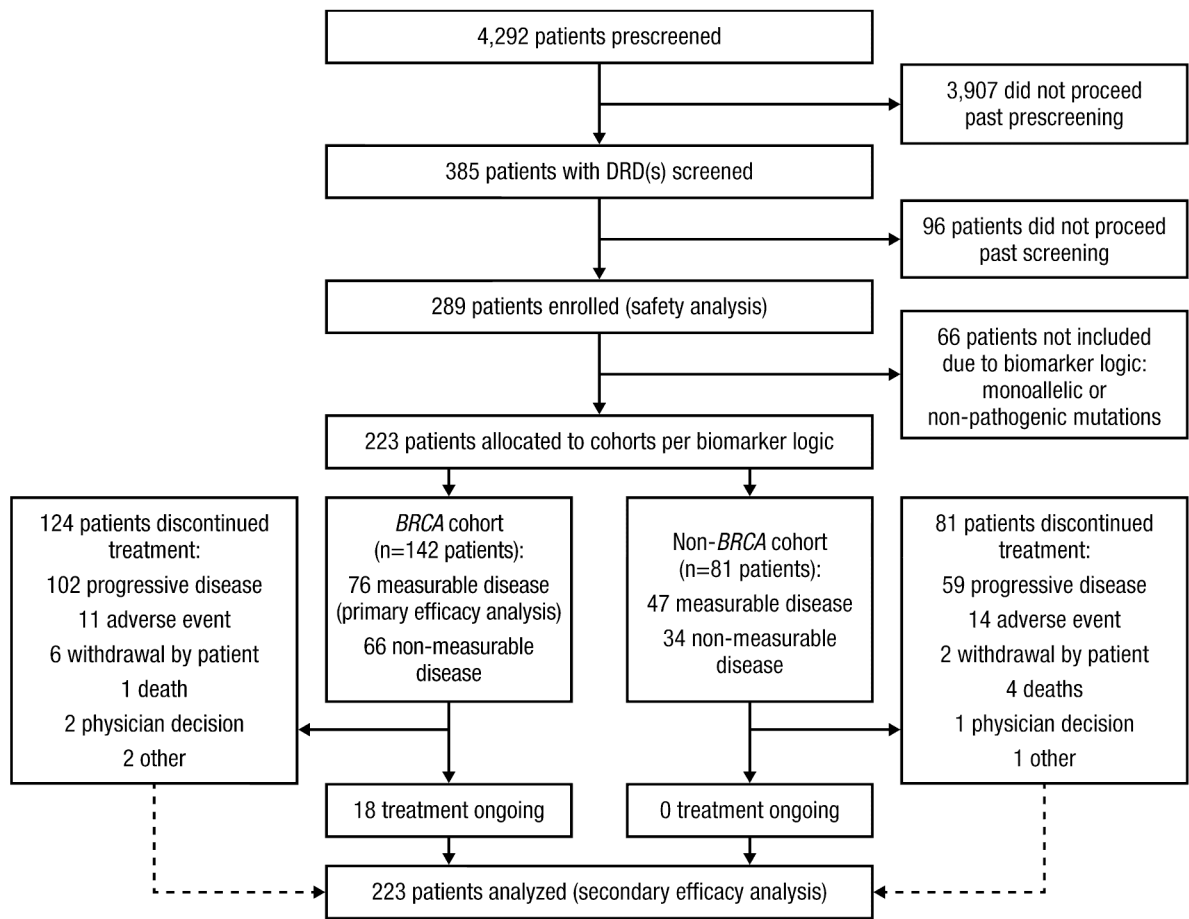 4,292 patients prescreened
3,907 did not proceed
past prescreening
385 patients with DRD(s) screened
96 patients did not proceed
past screening
289 patients enrolled (safety analysis)
66 patients not included
due to biomarker logic:
monoallelic or
non-pathogenic mutations
223 patients allocated to cohorts per biomarker logic
124 patients discontinued
treatment:
102 progressive disease
11 adverse event
6 withdrawal by patient
1 death
2 physician decision
2 other
BRCA cohort
(n=142 patients):
76 measurable disease
(primary efficacy analysis)
66 non-measurable
disease
Non-BRCA cohort
(n=81 patients):
47 measurable disease
34 non-measurable
disease
81 patients discontinued
treatment:
59 progressive disease
14 adverse event
2 withdrawal by patient
4 deaths
1 physician decision
1 other
18 treatment ongoing
0 treatment ongoing
223 patients analyzed (secondary efficacy analysis)